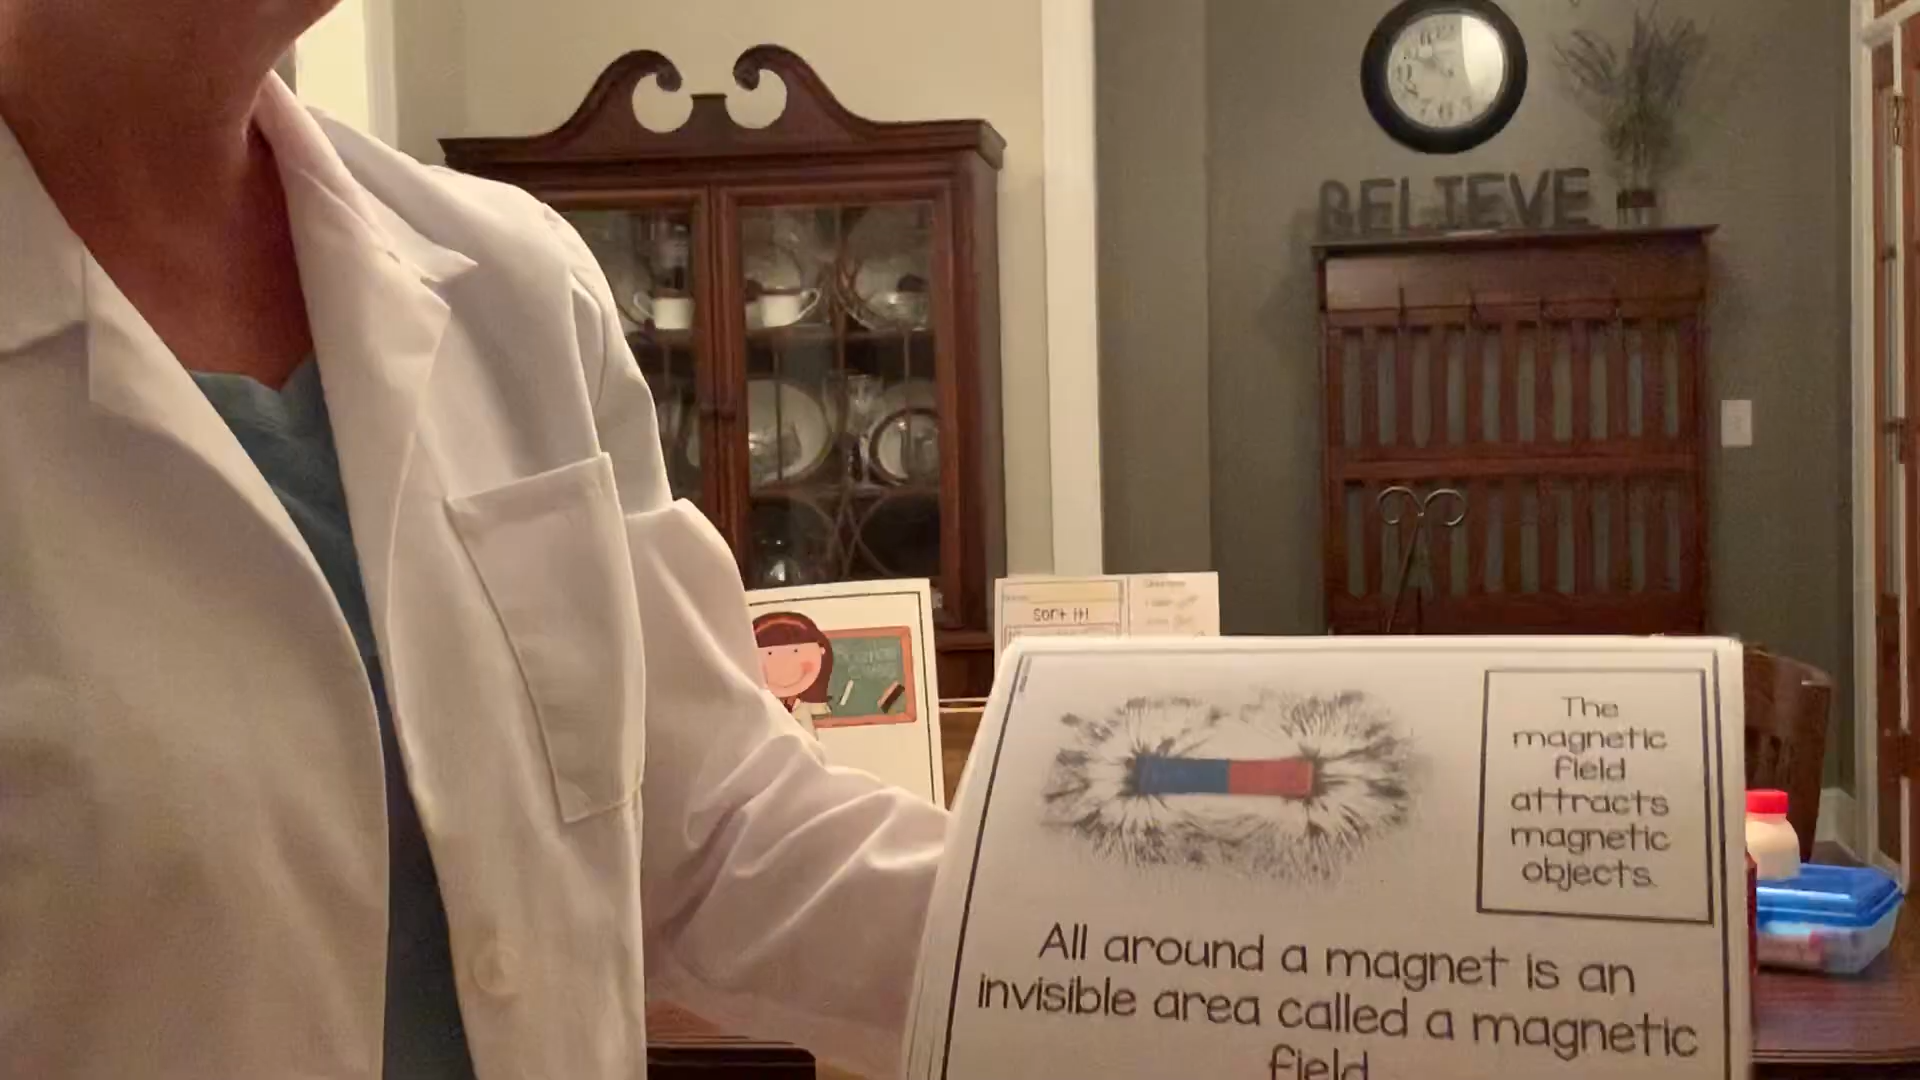 BELIEVE
Sort it!
The
magnetic
field
attracts
magnetic
objects.
All around a magnet is an
invisible area called a magnetic
field